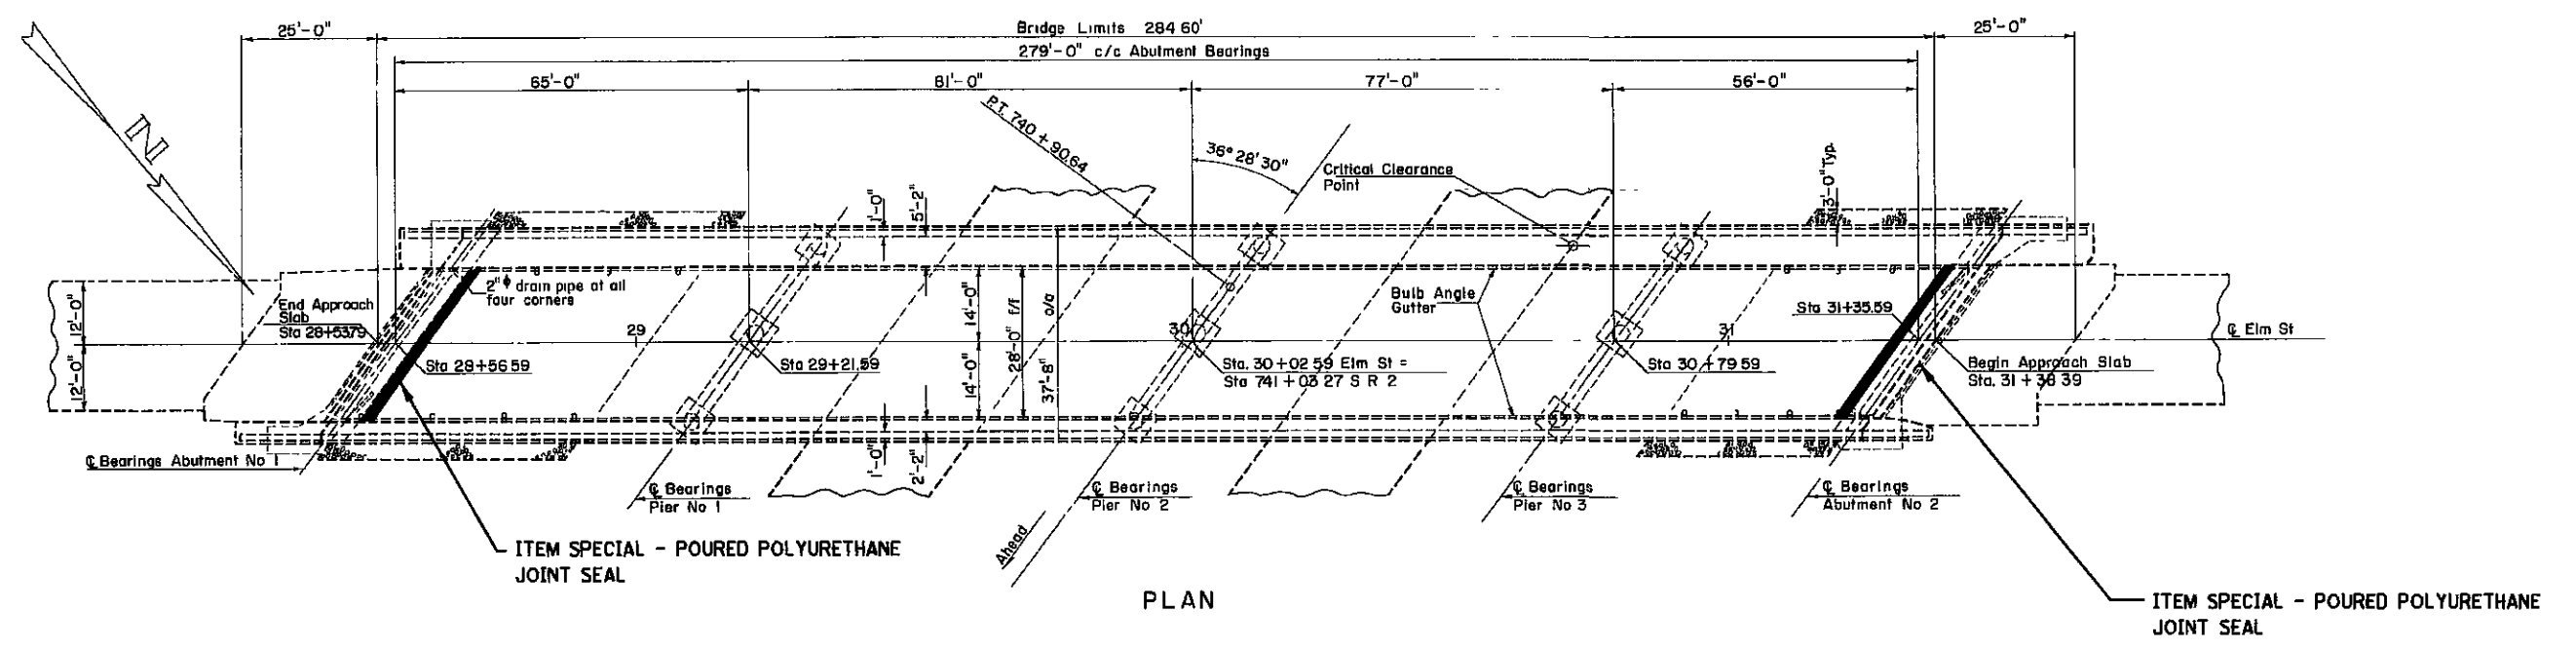 25'-0"
Bridge Limits 284 60'
25'-0"
279'-0" c/c Abutment Bearings
65'-0"
81'-0"
77'-0"
56'-0"
N
P.T. 740 + 90.64
36° 28' 30"
Critical Clearance
Point
3'-0" Typ.
1'-0"
5'-2"
2" ϕ drain pipe at all
four corners
End Approach
Slab
Sta 28+53.79
12'-0"
12'-0"
29
30
31
14'-0"
14'-0"
28'-0" f/f
37'-8" o/o
Bulb Angle
Gutter
Sta 31+35.59
℄ Elm St
Sta 28+56 59
Sta 29+21.59
Sta. 30+02 59 Elm St =
Sta 741+03 27 S R 2
Sta 30+79 59
Begin Approach Slab
Sta. 31+38 39
1'-0"
2'-2"
℄ Bearings Abutment No 1
℄ Bearings
Pier No 1
℄ Bearings
Pier No 2
℄ Bearings
Pier No 3
℄ Bearings
Abutment No 2
Ahead
ITEM SPECIAL - POURED POLYURETHANE
JOINT SEAL
PLAN
ITEM SPECIAL - POURED POLYURETHANE
JOINT SEAL